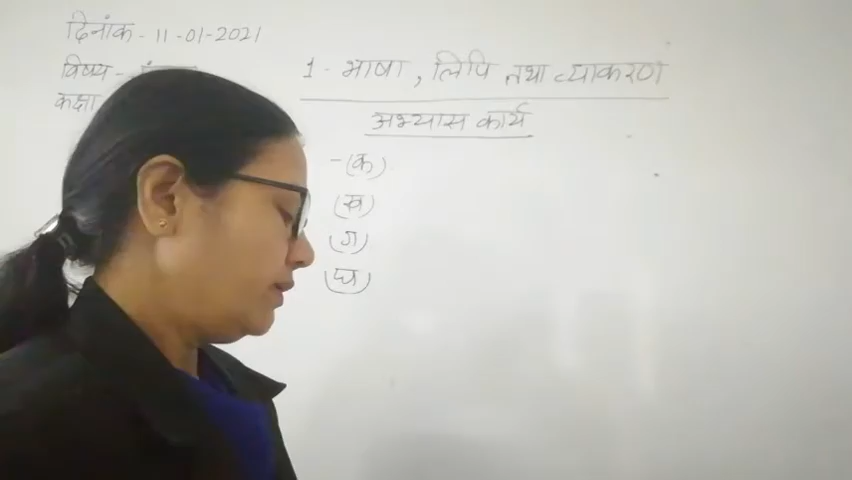 दिनांक - 11-01-2021
विषय -
कक्षा
1 - भाषा, लिपि तथा व्याकरण
अभ्यास कार्य
- (क)
(ख)
(ग)
(घ)